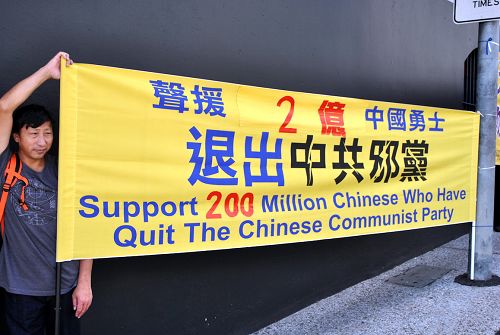 TIMES
聲援 2 億 中國勇士
退出中共邪黨
Support 200 Million Chinese Who Have
Quit The Chinese Communist Party